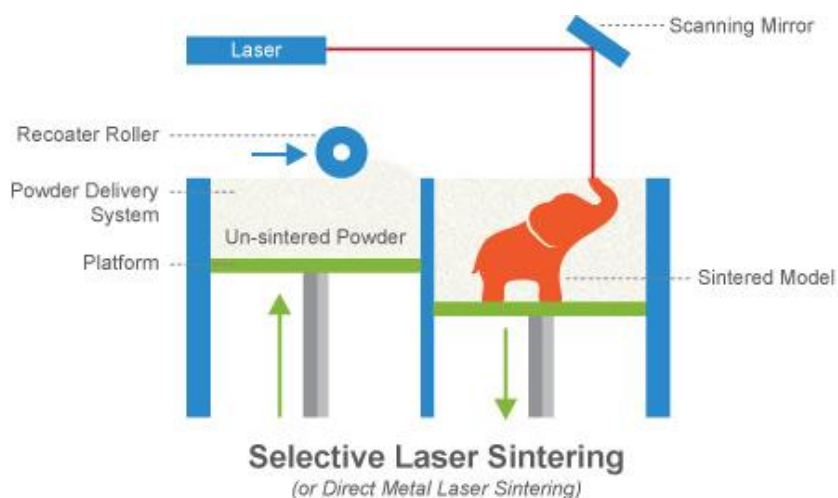 Scanning Mirror
Laser
Recoater Roller
Powder Delivery
System
Un-sintered Powder
Platform
Sintered Model
Selective Laser Sintering
(or Direct Metal Laser Sintering)